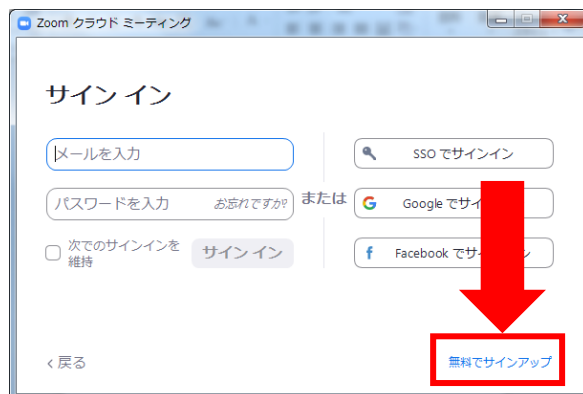 Zoom クラウド ミーティング
サイン イン
メールを入力
パスワードを入力 お忘れですか?
次でのサインインを
維持
サイン イン
または
SSO でサインイン
Google でサイ
Facebook でサ ン
< 戻る
無料でサインアップ